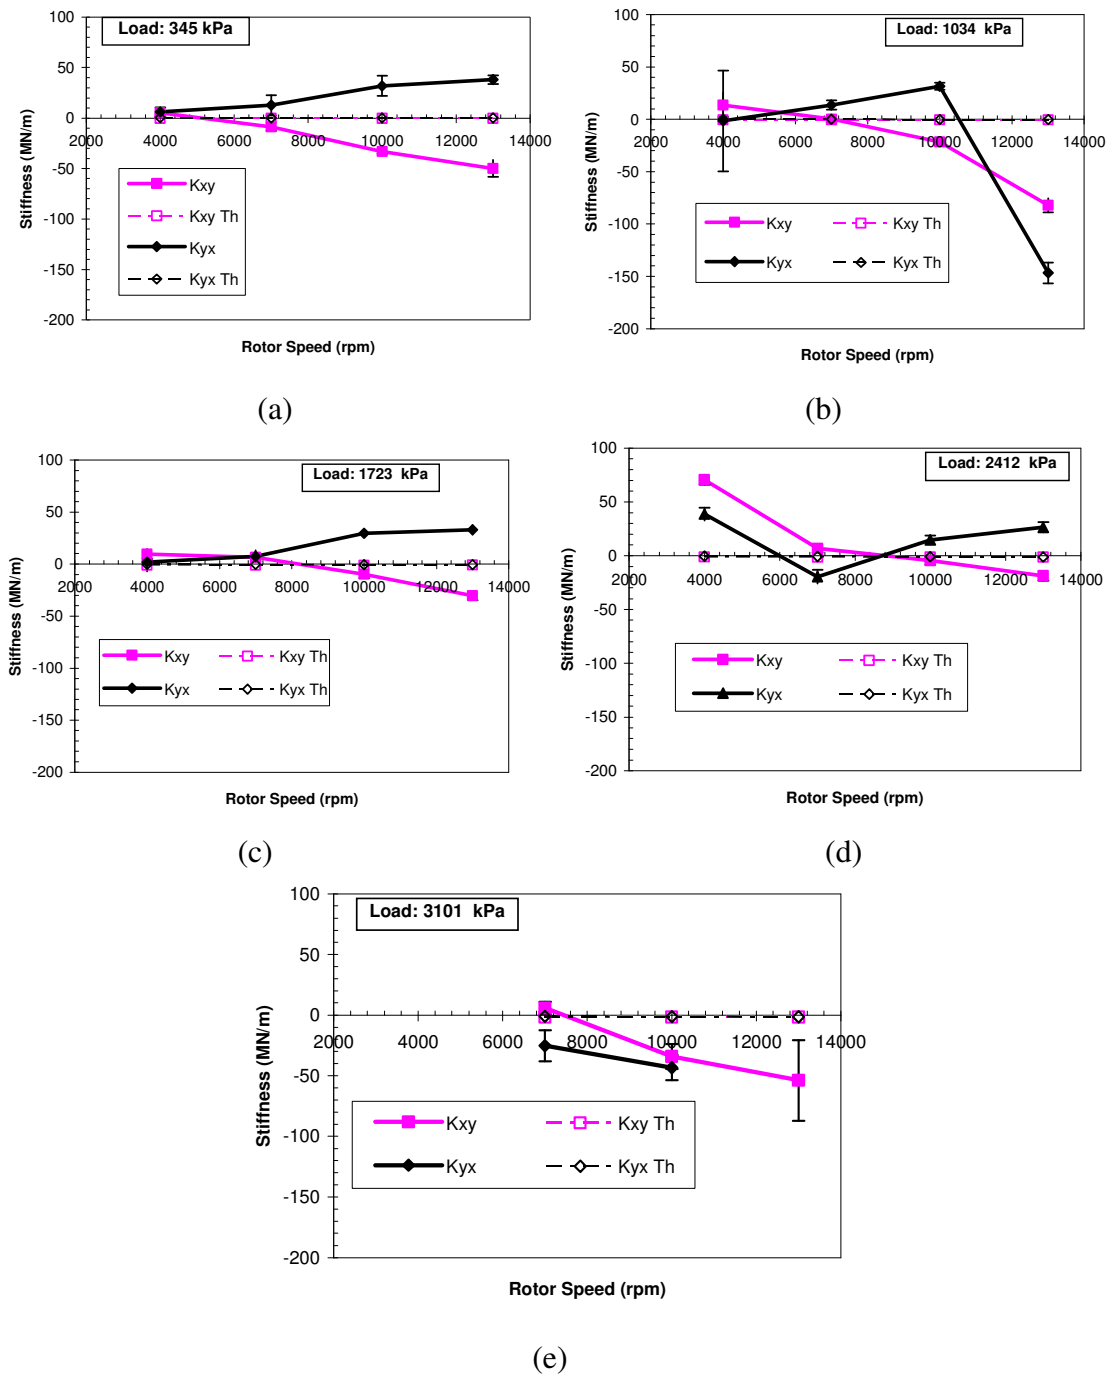 Load: 345 kPa
100
50
0
-50
-100
-150
-200
2000 4000 6000 8000 10000 12000 14000
Stiffness (MN/m)
Kxy
Kxy Th
Kyx
Kyx Th
Rotor Speed (rpm)
(a)
Load: 1034 kPa
100
50
0
-50
-100
-150
-200
2000 4000 6000 8000 10000 12000 14000
Stiffness (MN/m)
Kxy Kxy Th
Kyx Kyx Th
Rotor Speed (rpm)
(b)
Load: 1723 kPa
100
50
0
-50
-100
-150
-200
2000 4000 6000 8000 10000 12000 14000
Stiffness (MN/m)
Kxy Kxy Th
Kyx Kyx Th
Rotor Speed (rpm)
(c)
Load: 2412 kPa
100
50
0
-50
-100
-150
-200
2000 4000 6000 8000 10000 12000 14000
Stiffness (MN/m)
Kxy Kxy Th
Kyx Kyx Th
Rotor Speed (rpm)
(d)
Load: 3101 kPa
100
50
0
-50
-100
-150
-200
2000 4000 6000 8000 10000 12000 14000
Stiffness (MN/m)
Kxy Kxy Th
Kyx Kyx Th
Rotor Speed (rpm)
(e)